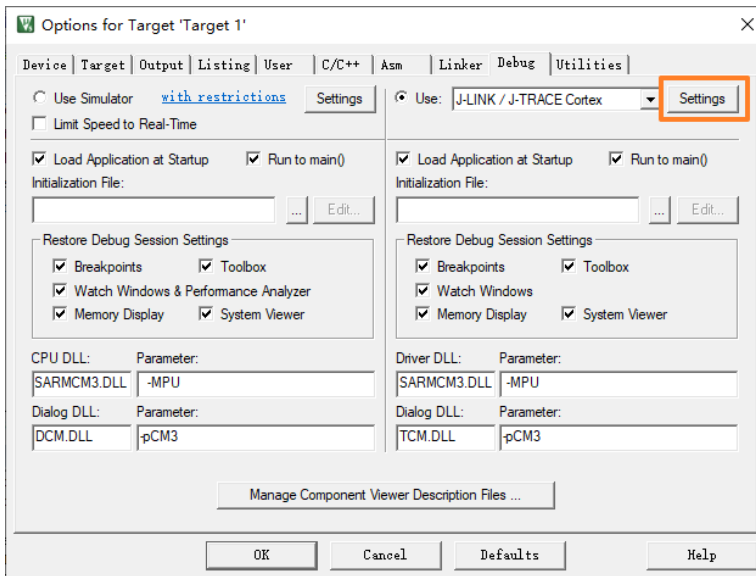 Options for Target 'Target 1'
Device Target Output Listing User C/C++ Asm Linker Debug Utilities
Use Simulator with restrictions Settings
Limit Speed to Real-Time
Use: J-LINK / J-TRACE Cortex Settings
Load Application at Startup Run to main()
Initialization File:
... Edit...
Restore Debug Session Settings
Breakpoints Toolbox
Watch Windows & Performance Analyzer
Memory Display System Viewer
CPU DLL: Parameter:
SARMCM3.DLL -MPU
Dialog DLL: Parameter:
DCM.DLL -pCM3
Load Application at Startup Run to main()
Initialization File:
... Edit...
Restore Debug Session Settings
Breakpoints Toolbox
Watch Windows
Memory Display System Viewer
Driver DLL: Parameter:
SARMCM3.DLL -MPU
Dialog DLL: Parameter:
TCM.DLL -pCM3
Manage Component Viewer Description Files ...
OK Cancel Defaults Help